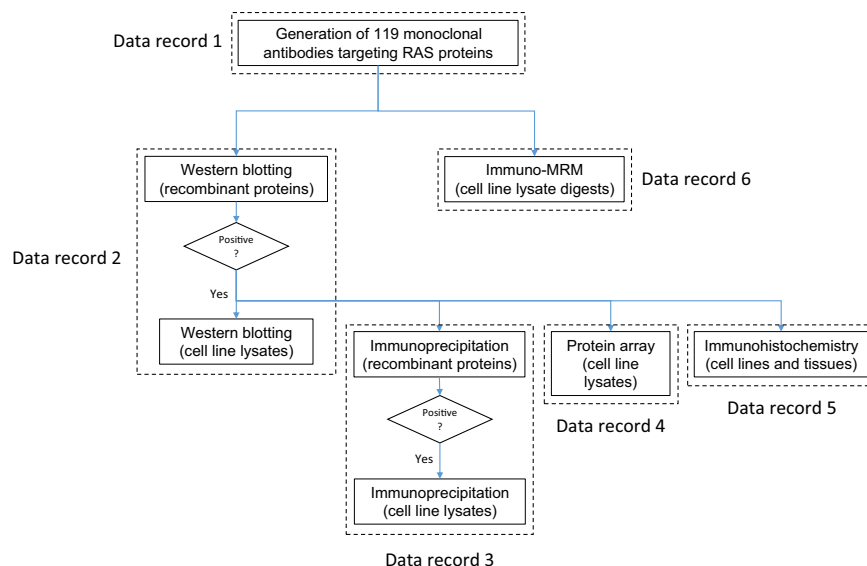 Data record 1
Generation of 119 monoclonal
antibodies targeting RAS proteins
Western blotting
(recombinant proteins)
Immuno-MRM
(cell line lysate digests)
Data record 6
Positive
?
Data record 2
Yes
Western blotting
(cell line lysates)
Immunoprecipitation
(recombinant proteins)
Protein array
(cell line
lysates)
Immunohistochemistry
(cell lines and tissues)
Positive
?
Data record 4
Data record 5
Yes
Immunoprecipitation
(cell line lysates)
Data record 3